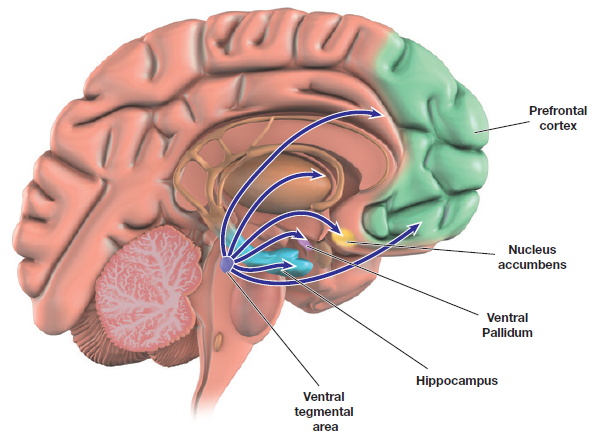 Prefrontal
cortex
Nucleus
accumbens
Ventral
Pallidum
Hippocampus
Ventral
tegmental
area